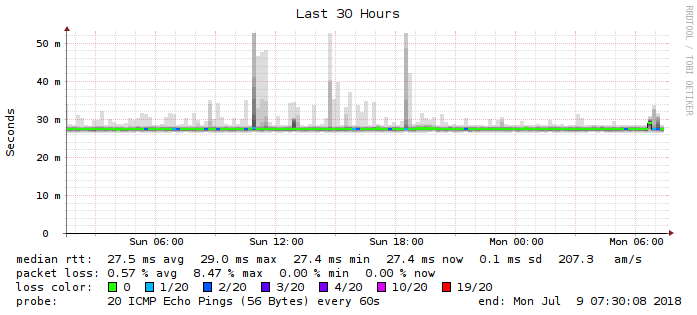 Last 30 Hours
RRDTOOL / TOBI OETIKER
Seconds
50 m
40 m
30 m
20 m
10 m
0
Sun 06:00 Sun 12:00 Sun 18:00 Mon 00:00 Mon 06:00
median rtt: 27.5 ms avg 29.0 ms max 27.4 ms min 27.4 ms now 0.1 ms sd 207.3 am/s
packet loss: 0.57 % avg 8.47 % max 0.00 % min 0.00 % now
loss color: 0 1/20 2/20 3/20 4/20 10/20 19/20
probe: 20 ICMP Echo Pings (56 Bytes) every 60s end: Mon Jul 9 07:30:08 2018